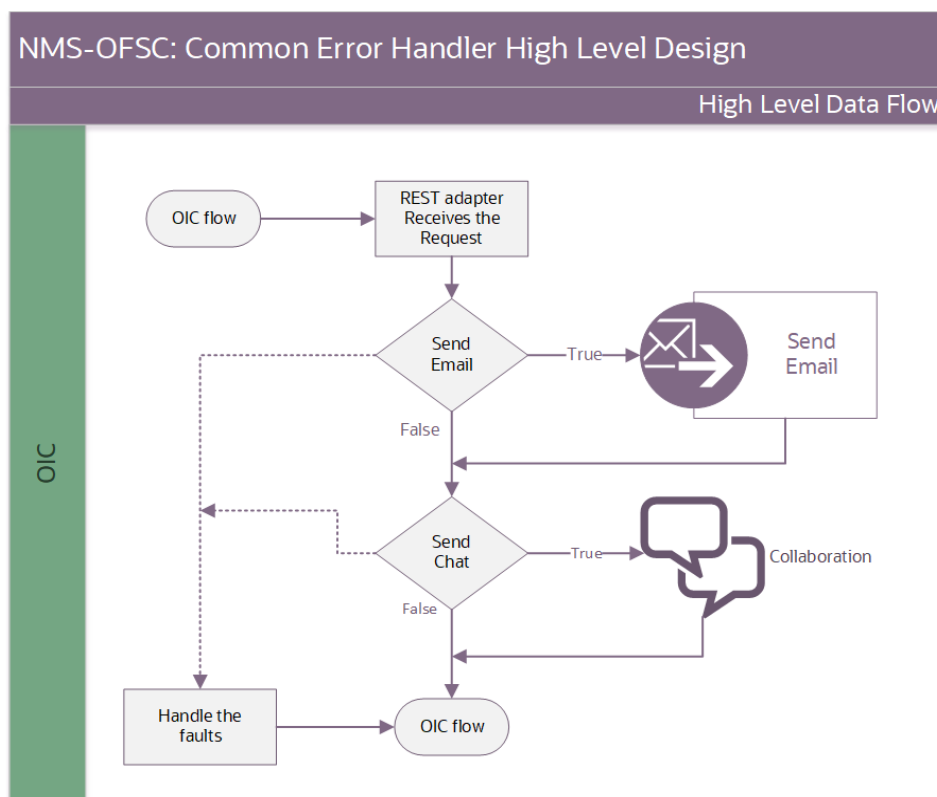 NMS-OFSC: Common Error Handler High Level Design
High Level Data Flow
OIC
OIC flow
REST adapter
Receives the
Request
Send
Email
True
Send
Email
False
Send
Chat
True
Collaboration
False
Handle the
faults
OIC flow